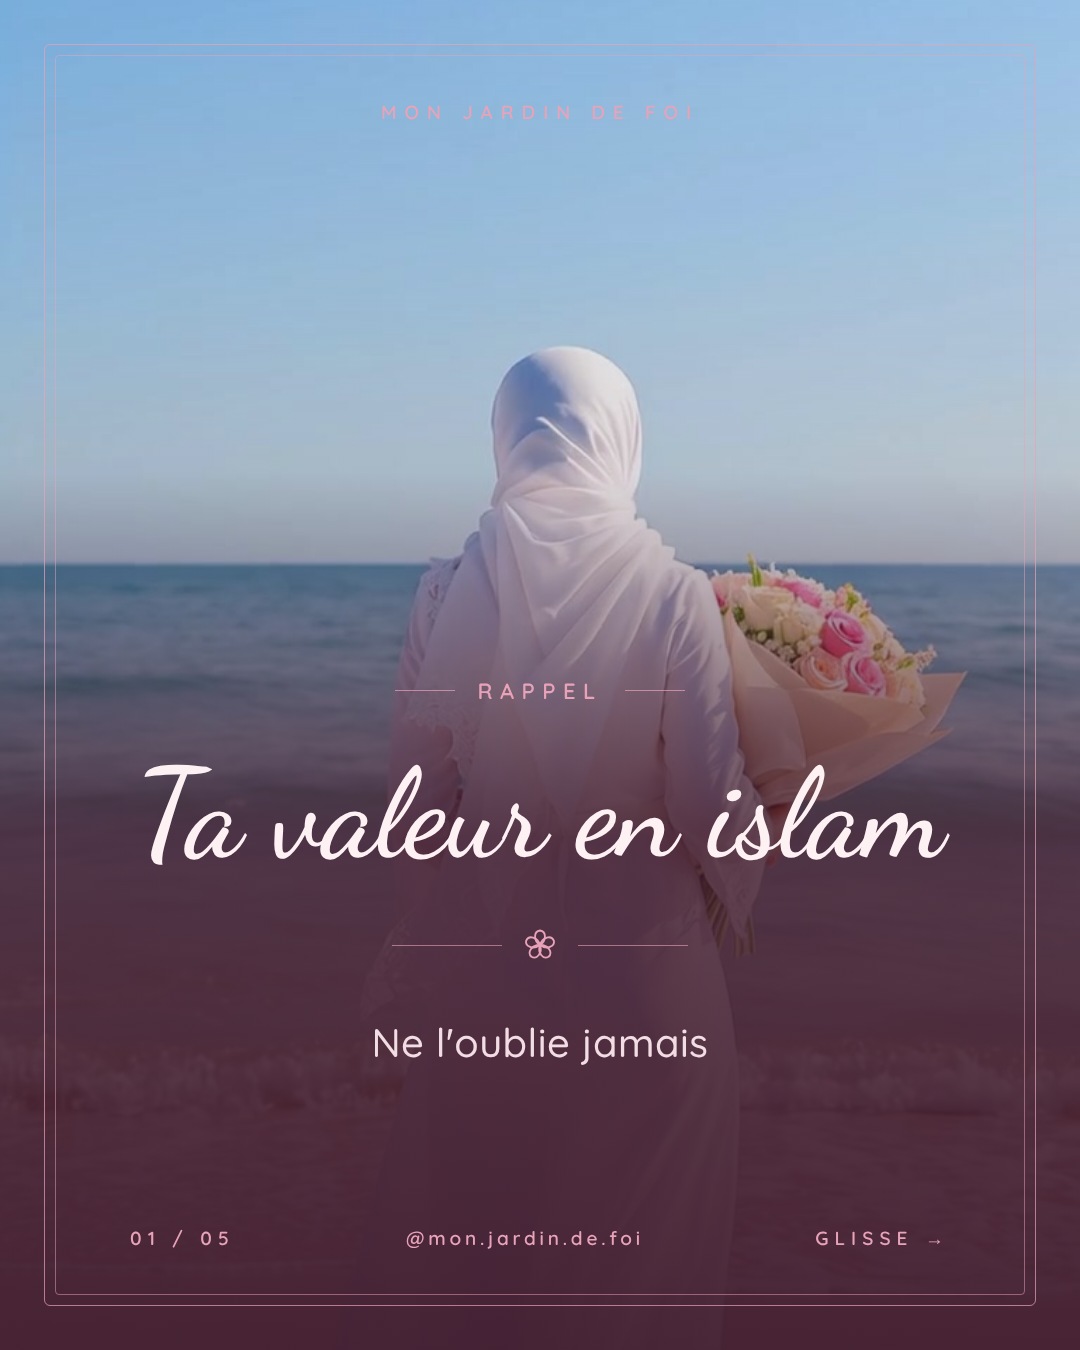 MON JARDIN DE FOI
RAPPEL
Ta valeur en islam
Ne l'oublie jamais
01 / 05
@mon.jardin.de.foi
GLISSE →